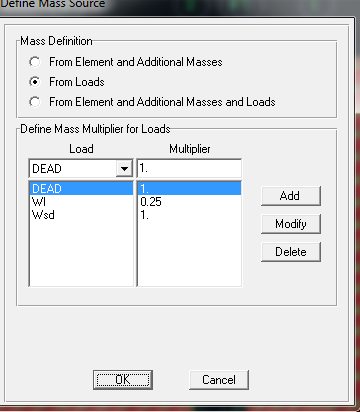 Define Mass Source
Mass Definition
From Element and Additional Masses
From Loads
From Element and Additional Masses and Loads
Define Mass Multiplier for Loads
Load Multiplier
DEAD 1.
DEAD 1.
Wl 0.25
Wsd 1.
Add
Modify
Delete
OK Cancel